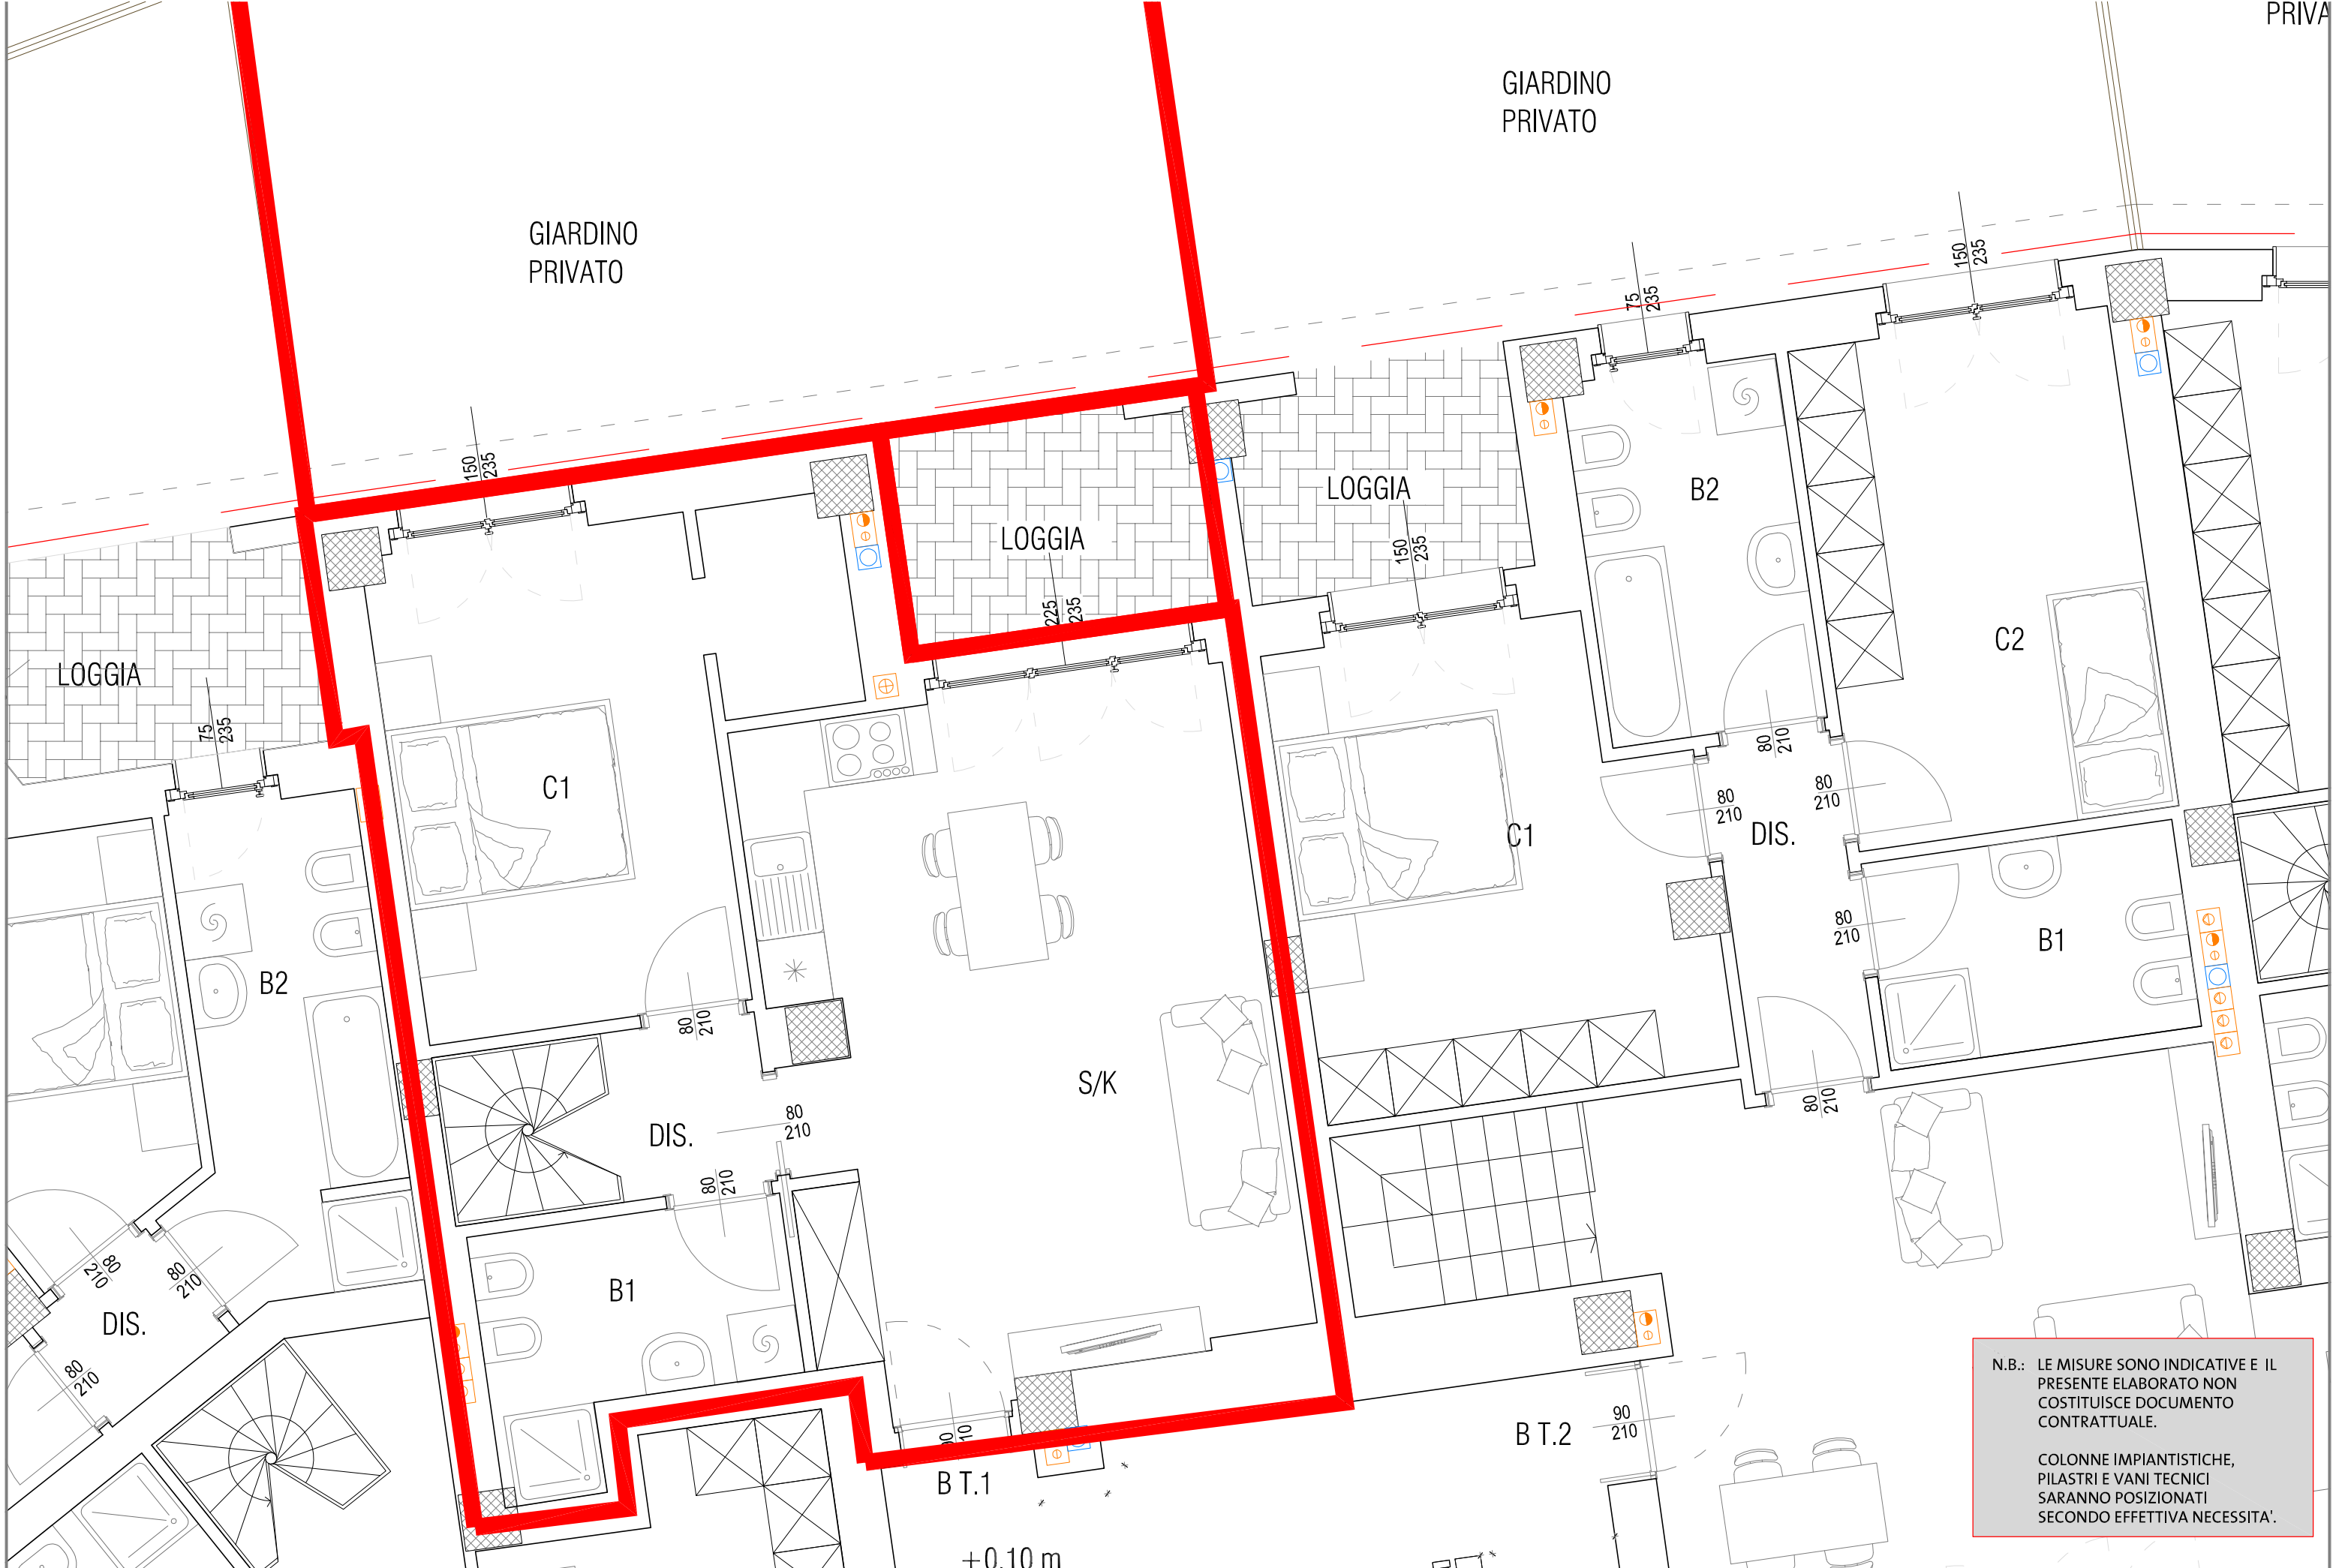 PRIVA
GIARDINO
PRIVATO
GIARDINO
PRIVATO
150
235
75
235
150
235
LOGGIA
B2
LOGGIA
150
235
LOGGIA
225
235
C2
LOGGIA
75
235
C1
80
210
80
210
80
210
C1
DIS.
80
210
B1
B2
80
210
S/K
80
210
80
210
DIS.
80
210
80
210
80
210
B1
DIS.
80
210
90
210
B T.2
B T.1
+0.10 m
N.B.: LE MISURE SONO INDICATIVE E IL
PRESENTE ELABORATO NON
COSTITUISCE DOCUMENTO
CONTRATTUALE.
COLONNE IMPIANTISTICHE,
PILASTRI E VANI TECNICI
SARANNO POSIZIONATI
SECONDO EFFETTIVA NECESSITA'.